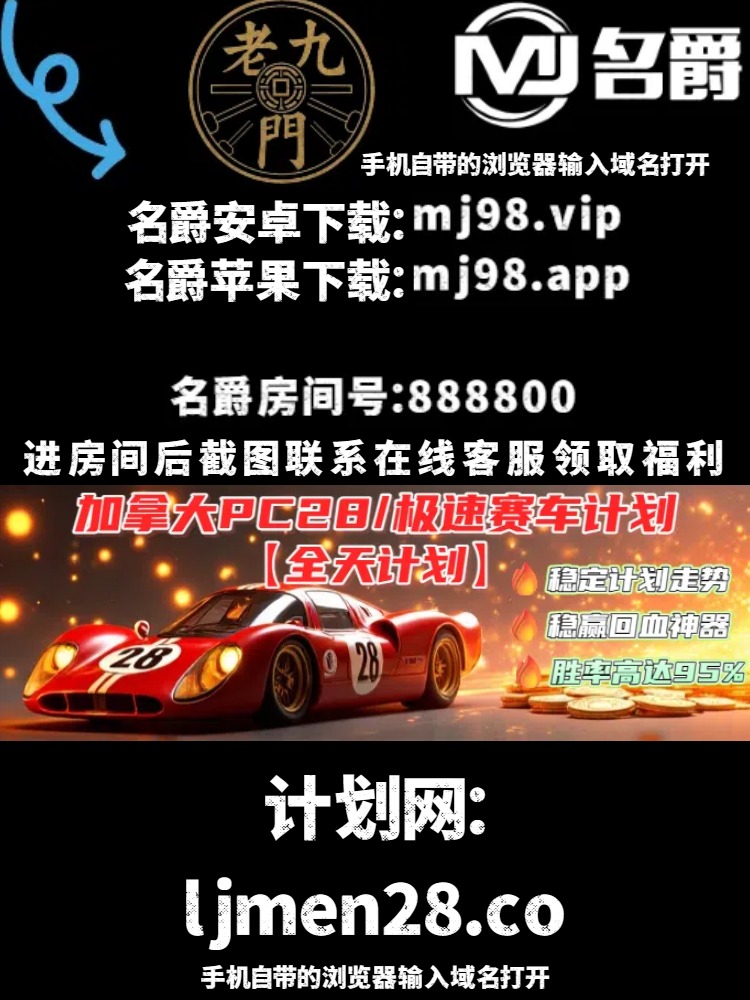 老九
門
MJ 名爵
手机自带的浏览器输入域名打开
名爵安卓下载:mj98.vip
名爵苹果下载:mj98.app
名爵房间号:888800
进房间后截图联系在线客服领取福利
加拿大PC28/极速赛车计划
【全天计划】
稳定计划走势
稳赢回血神器
胜率高达95%
28
28
计划网:
ljmen28.co
手机自带的浏览器输入域名打开